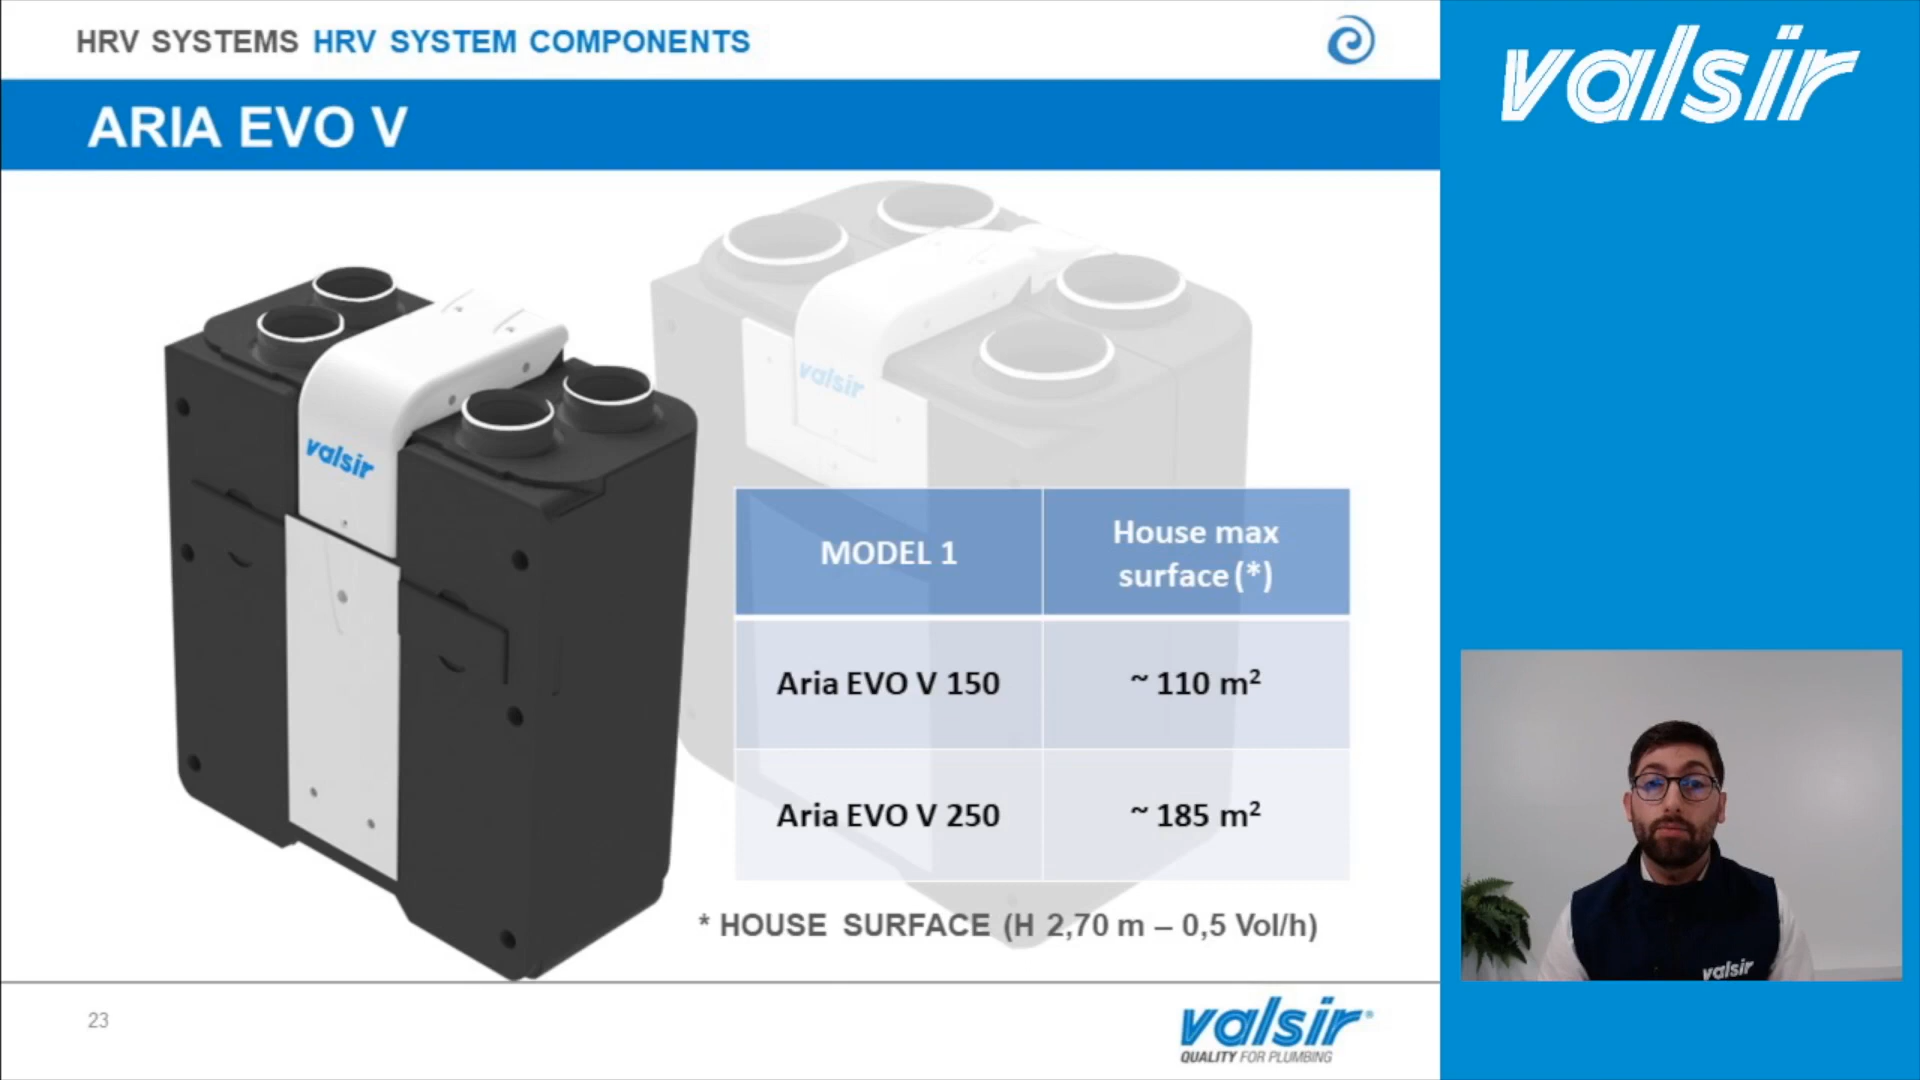 HRV SYSTEMS HRV SYSTEM COMPONENTS
valsir
ARIA EVO V
valsir
valsir
MODEL 1
House max
surface (*)
Aria EVO V 150
~ 110 m²
Aria EVO V 250
~ 185 m²
* HOUSE SURFACE (H 2,70 m – 0,5 Vol/h)
valsir
23
valsir®
QUALITY FOR PLUMBING